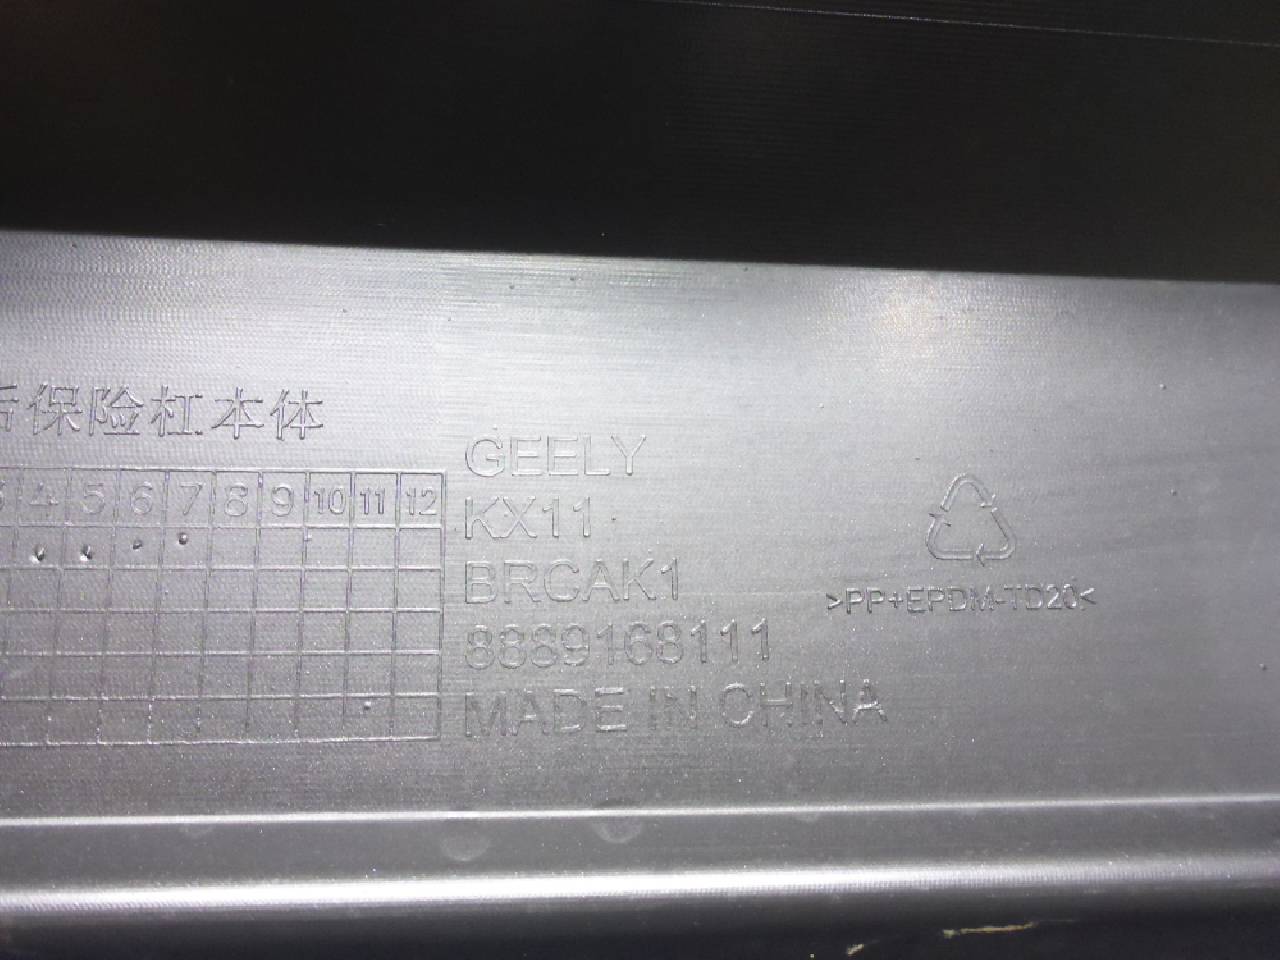 后保险杠本体
4 5 6 7 8 9 10 11 12
GEELY
KX11
BRCAK1
8889168111
MADE IN CHINA
>PP+EPDM-TD20<